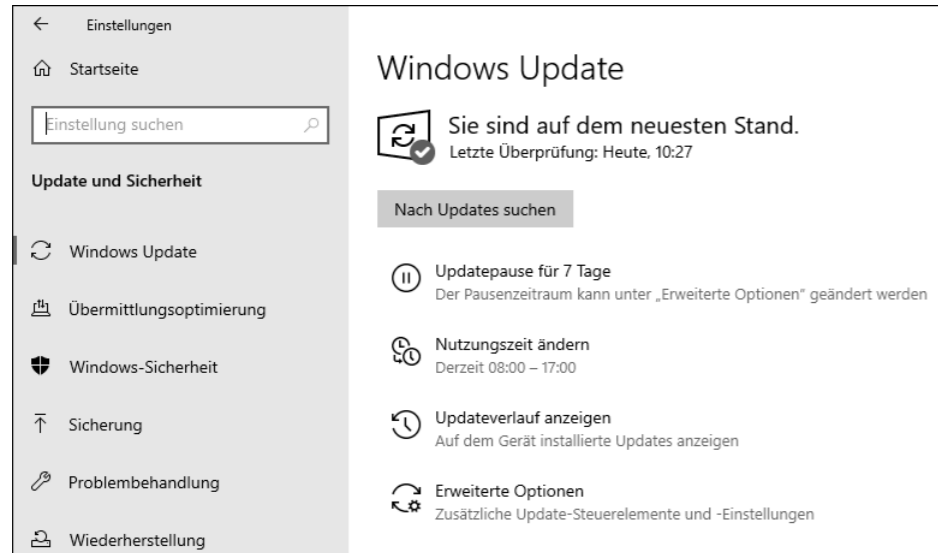 Einstellungen
Startseite
Einstellung suchen
Update und Sicherheit
Windows Update
Übermittlungsoptimierung
Windows-Sicherheit
Sicherung
Problembehandlung
Wiederherstellung
Windows Update
Sie sind auf dem neuesten Stand.
Letzte Überprüfung: Heute, 10:27
Nach Updates suchen
Updatepause für 7 Tage
Der Pausenzeitraum kann unter „Erweiterte Optionen“ geändert werden
Nutzungszeit ändern
Derzeit 08:00 – 17:00
Updateverlauf anzeigen
Auf dem Gerät installierte Updates anzeigen
Erweiterte Optionen
Zusätzliche Update-Steuerelemente und -Einstellungen